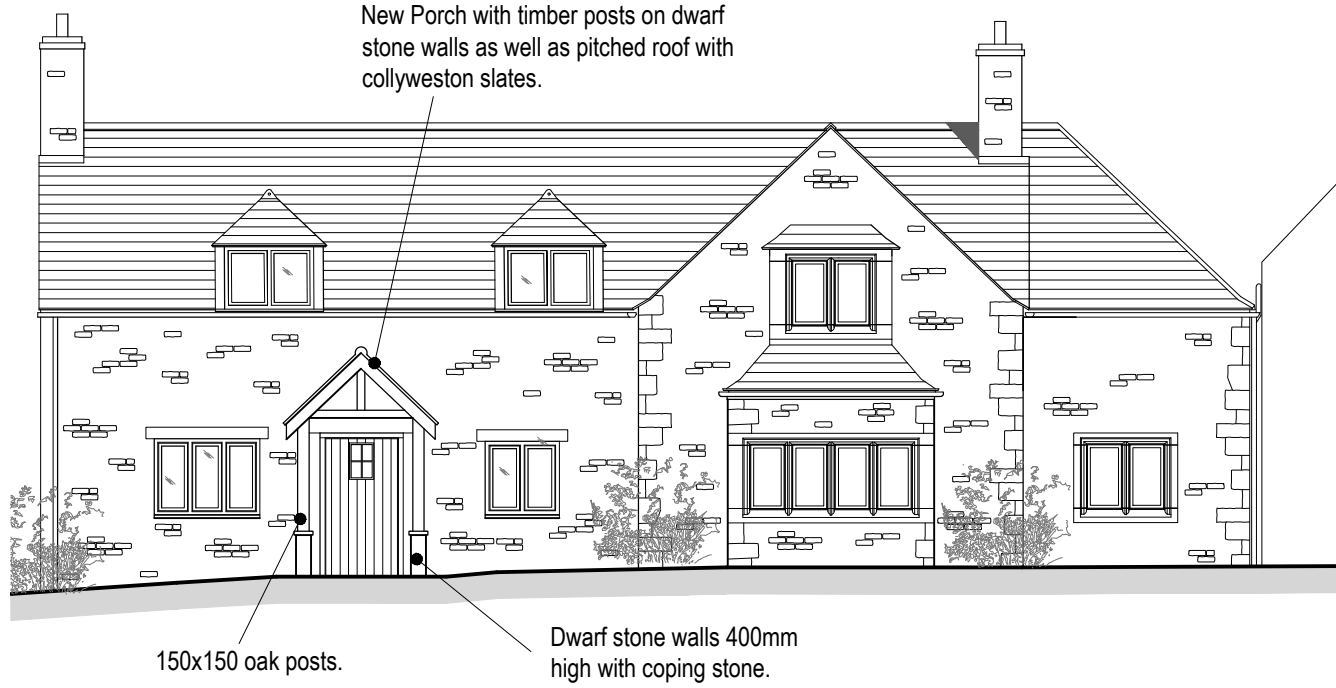 New Porch with timber posts on dwarf
stone walls as well as pitched roof with
collyweston slates.
150x150 oak posts.
Dwarf stone walls 400mm
high with coping stone.